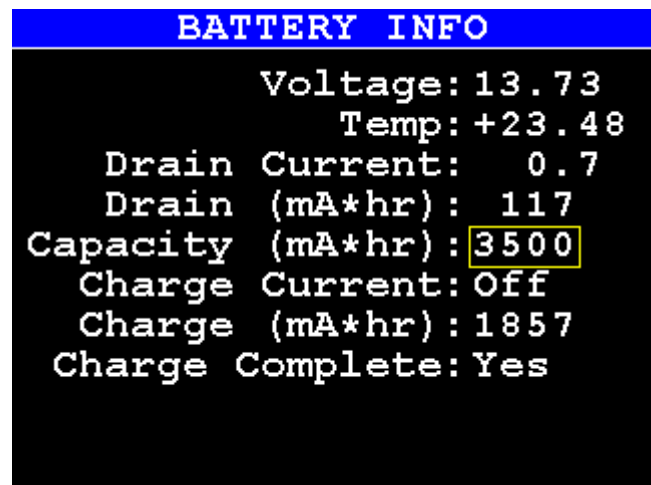 BATTERY INFO
Voltage: 13.73
Temp: +23.48
Drain Current: 0.7
Drain (mA*hr): 117
Capacity (mA*hr): 3500
Charge Current: Off
Charge (mA*hr): 1857
Charge Complete: Yes